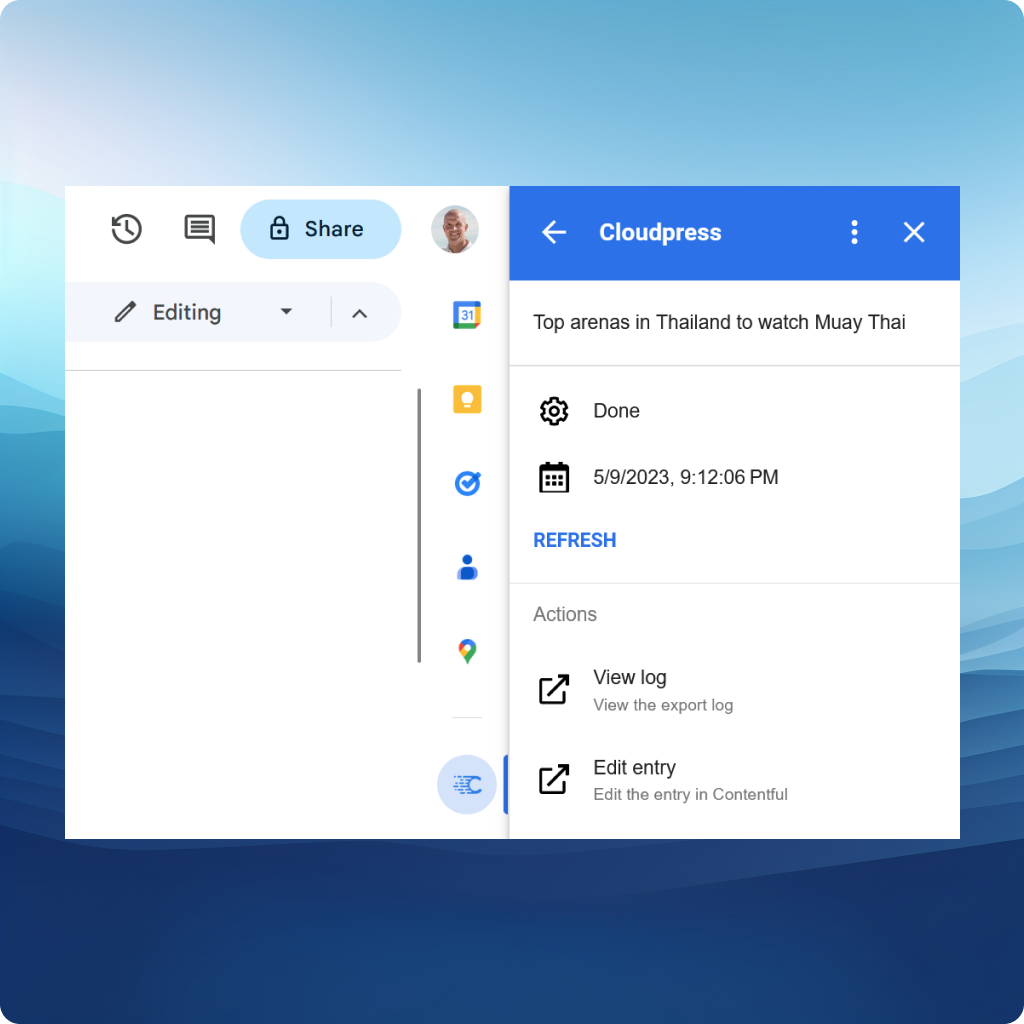 Share
Editing
31
Cloudpress
Top arenas in Thailand to watch Muay Thai
Done
5/9/2023, 9:12:06 PM
REFRESH
Actions
View log
View the export log
Edit entry
Edit the entry in Contentful